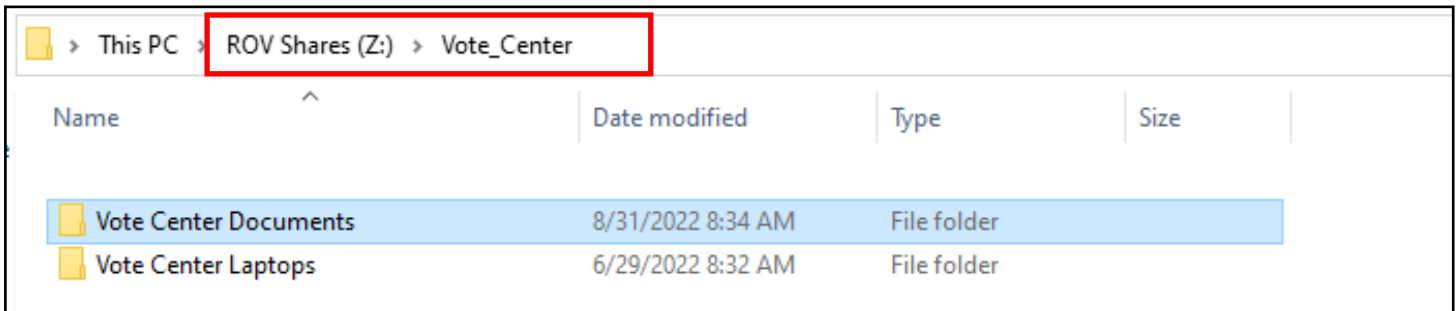 This PC > ROV Shares (Z:) > Vote_Center
Name Date modified Type Size
Vote Center Documents 8/31/2022 8:34 AM File folder
Vote Center Laptops 6/29/2022 8:32 AM File folder